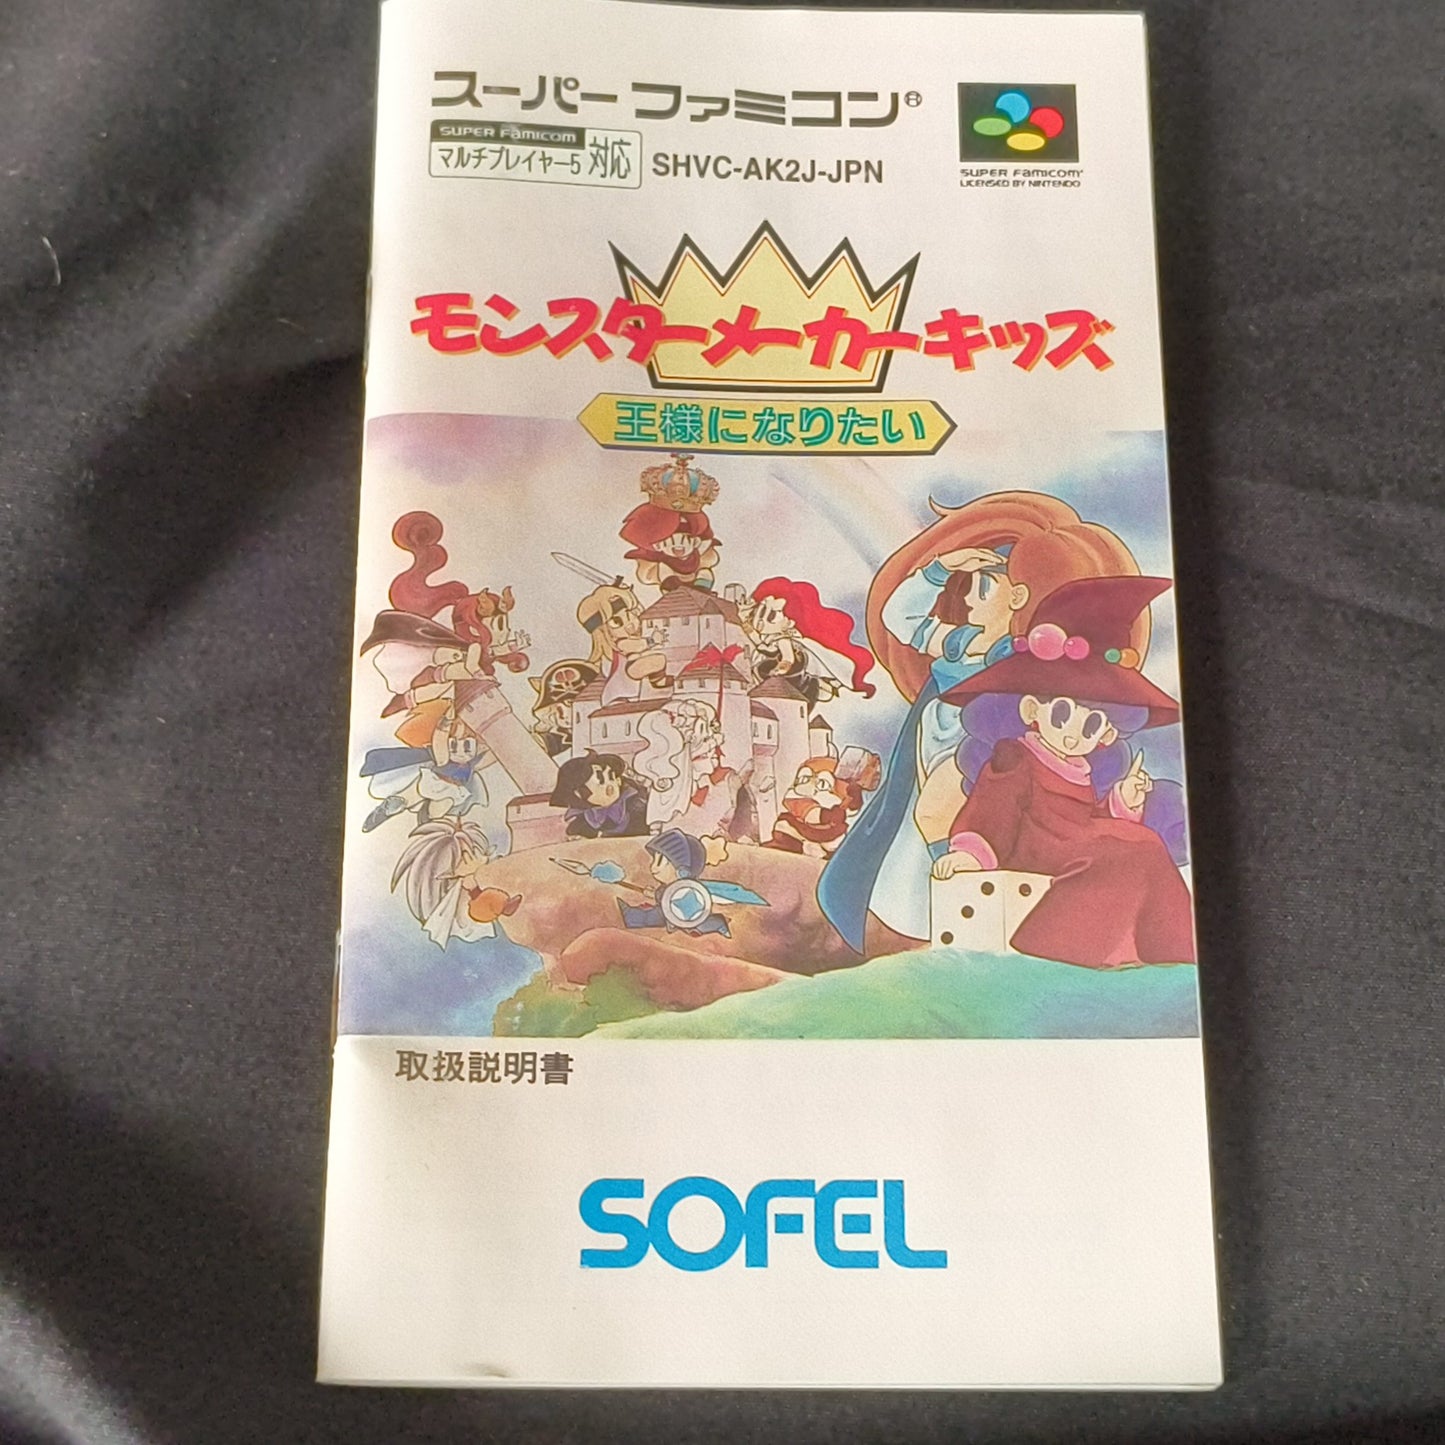 スーパーファミコン®
SUPER FAMICOM
マルチプレイヤー5 対応
SHVC-AK2J-JPN
SUPER FAMICOM
LICENSED BY NINTENDO
モンスターメーカーキッズ
王様になりたい
取扱説明書
SOFEL